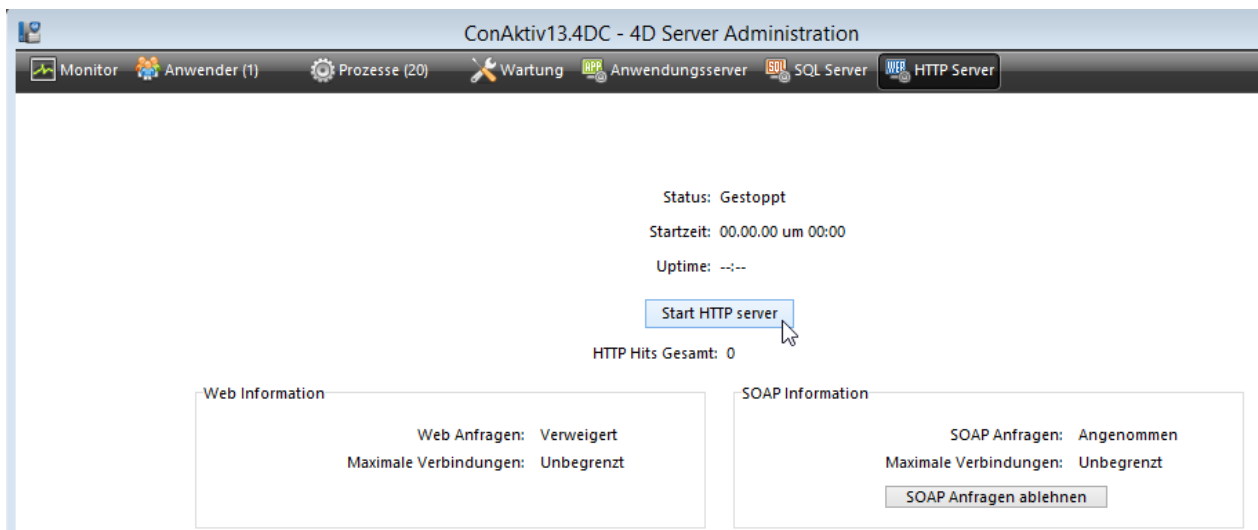 ConAktiv13.4DC - 4D Server Administration
Monitor Anwender (1) Prozesse (20) Wartung Anwendungsserver SQL Server HTTP Server
Status: Gestoppt
Startzeit: 00.00.00 um 00:00
Uptime: --:--
Start HTTP server
HTTP Hits Gesamt: 0
Web Information
Web Anfragen: Verweigert
Maximale Verbindungen: Unbegrenzt
SOAP Information
SOAP Anfragen: Angenommen
Maximale Verbindungen: Unbegrenzt
SOAP Anfragen ablehnen